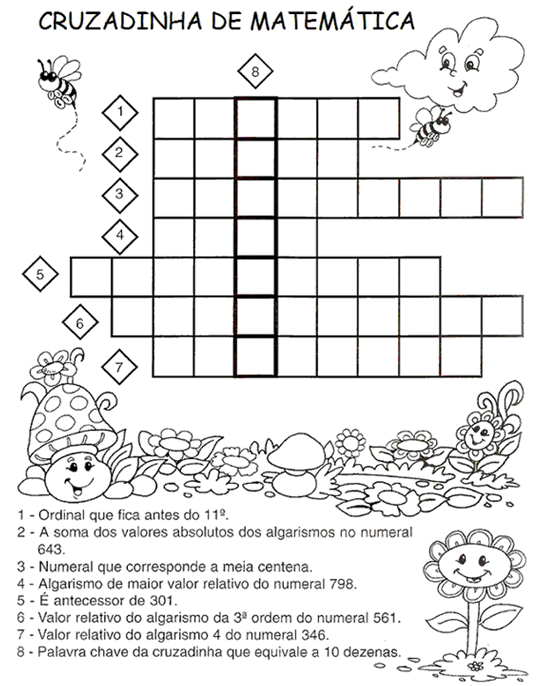 CRUZADINHA DE MATEMÁTICA
8
1
2
3
4
5
6
7
1 - Ordinal que fica antes do 11º.
2 - A soma dos valores absolutos dos algarismos no numeral
643.
3 - Numeral que corresponde a meia centena.
4 - Algarismo de maior valor relativo do numeral 798.
5 - É antecessor de 301.
6 - Valor relativo do algarismo da 3ª ordem do numeral 561.
7 - Valor relativo do algarismo 4 do numeral 346.
8 - Palavra chave da cruzadinha que equivale a 10 dezenas.